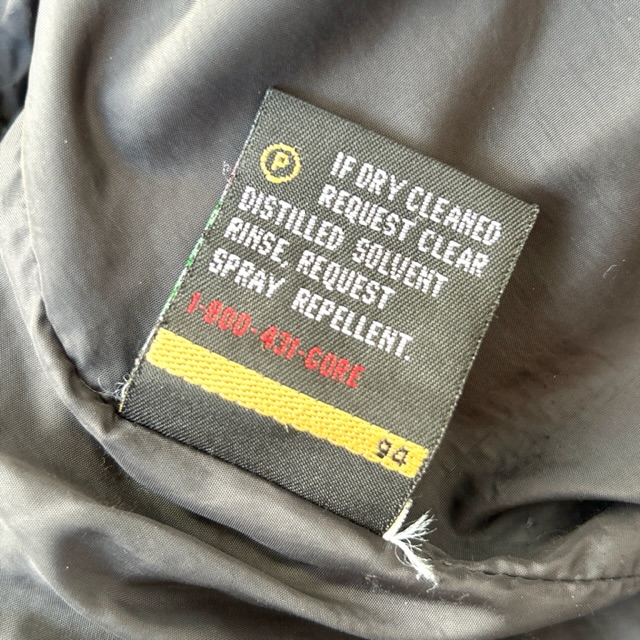 P
IF DRY CLEANED
REQUEST CLEAR
DISTILLED SOLVENT
RINSE, REQUEST
SPRAY REPELLENT.
1-800-431-GORE
94